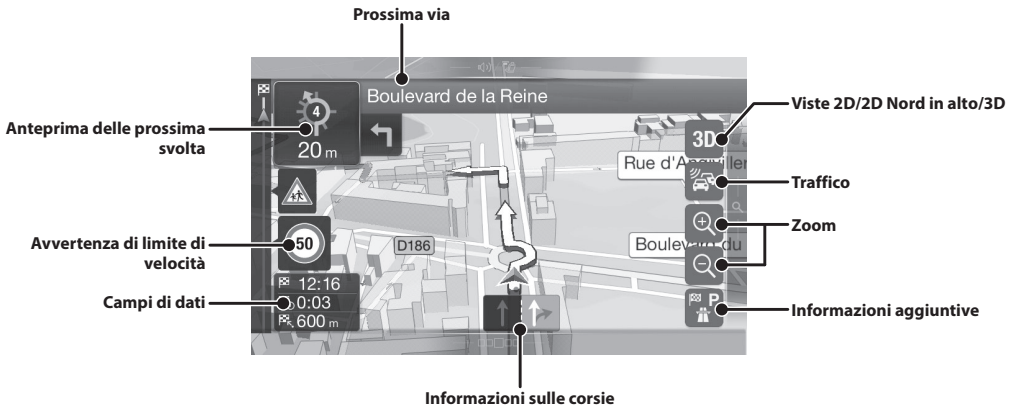 Prossima via
Boulevard de la Reine
Viste 2D/2D Nord in alto/3D
4
20 m
Anteprima delle prossima
svolta
3D
Traffico
50
Avvertenza di limite di
velocità
D186
Zoom
12:16
0:03
600 m
Campi di dati
P
Informazioni aggiuntive
Informazioni sulle corsie
Rue d'
Boulevard du